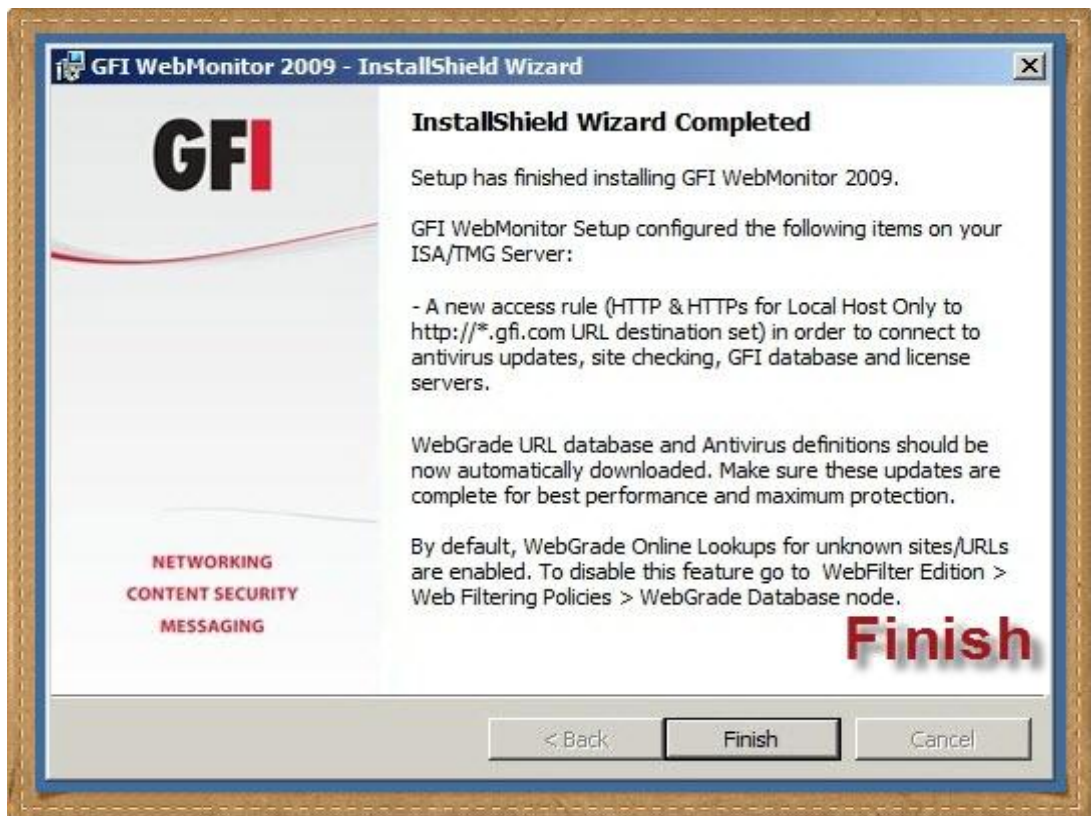 GFI WebMonitor 2009 - InstallShield Wizard
GFI
InstallShield Wizard Completed
Setup has finished installing GFI WebMonitor 2009.
GFI WebMonitor Setup configured the following items on your
ISA/TMG Server:
- A new access rule (HTTP & HTTPs for Local Host Only to
http://*.gfi.com URL destination set) in order to connect to
antivirus updates, site checking, GFI database and license
servers.
WebGrade URL database and Antivirus definitions should be
now automatically downloaded. Make sure these updates are
complete for best performance and maximum protection.
By default, WebGrade Online Lookups for unknown sites/URLs
are enabled. To disable this feature go to  WebFilter Edition >
Web Filtering Policies > WebGrade Database node.
NETWORKING
CONTENT SECURITY
MESSAGING
Finish
< Back
Finish
Cancel